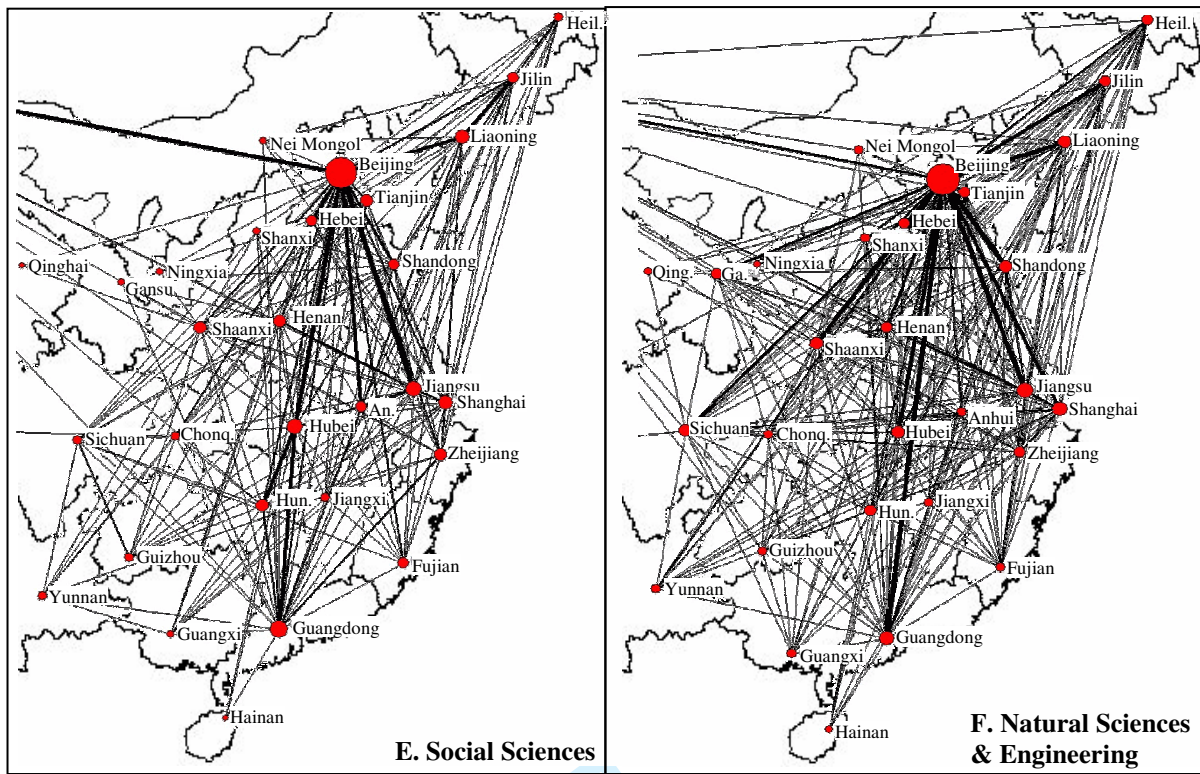 Heil.
Jilin
Liaoning
Nei Mongol
Beijing
Tianjin
Hebei
Shanxi
Shandong
Qinghai
Ningxia
Gansu
Henan
Shaanxi
Jiangsu
Shanghai
An.
Hubei
Sichuan
Chonq.
Zheijiang
Hun.
Jiangxi
Guizhou
Fujian
Yunnan
Guangxi
Guangdong
Hainan
E. Social Sciences
Heil.
Jilin
Liaoning
Nei Mongol
Beijing
Tianjin
Hebei
Shanxi
Shandong
Qing.
Ga.
Ningxia
Henan
Shaanxi
Jiangsu
Shanghai
Anhui
Hubei
Sichuan
Chonq.
Zheijiang
Hun.
Jiangxi
Guizhou
Fujian
Yunnan
Guangdong
Guangxi
Hainan
F. Natural Sciences
& Engineering